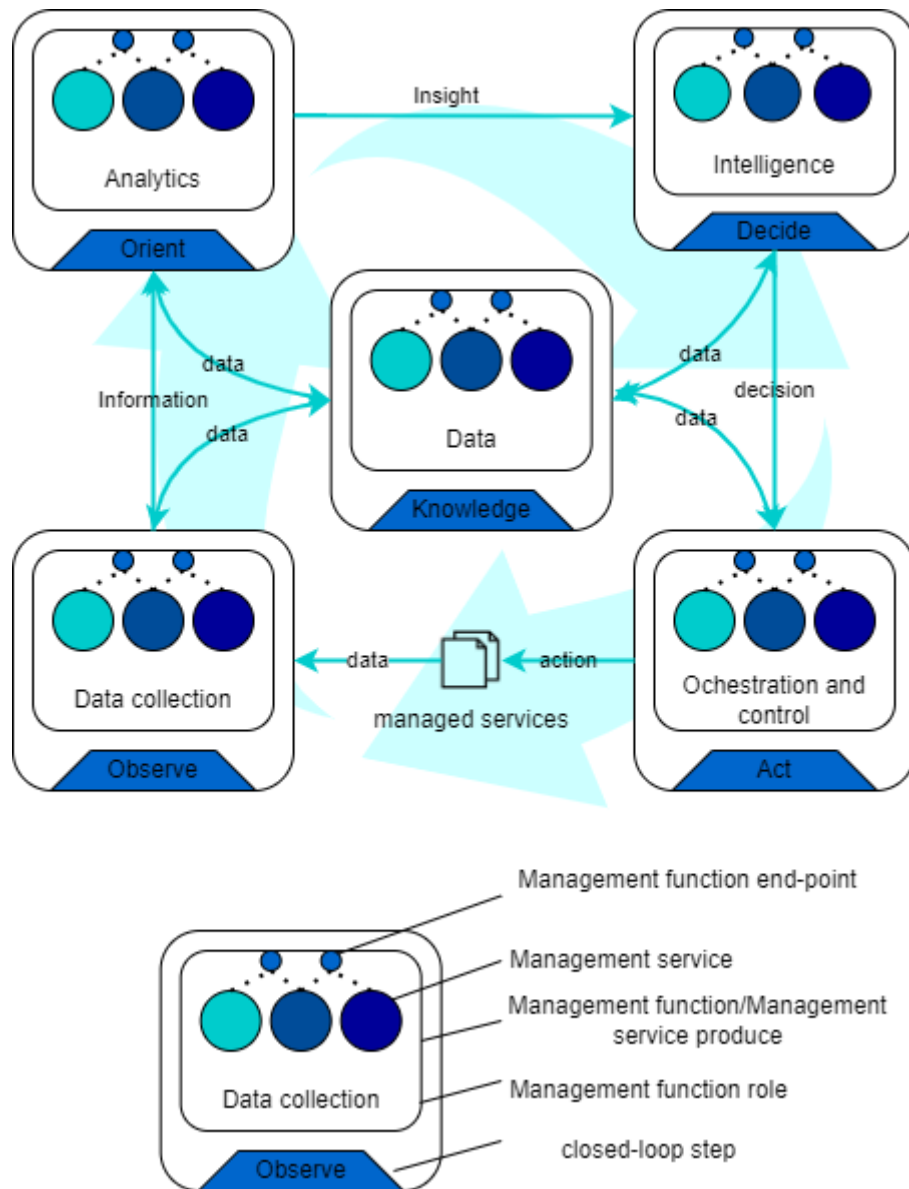 Insight
Analytics
Intelligence
Orient
Decide
data
data
Information
decision
data
data
Data
Knowledge
data
action
Data collection
managed services
Ochestration and
control
Observe
Act
Management function end-point
Management service
Management function/Management
service produce
Data collection
Management function role
closed-loop step
Observe